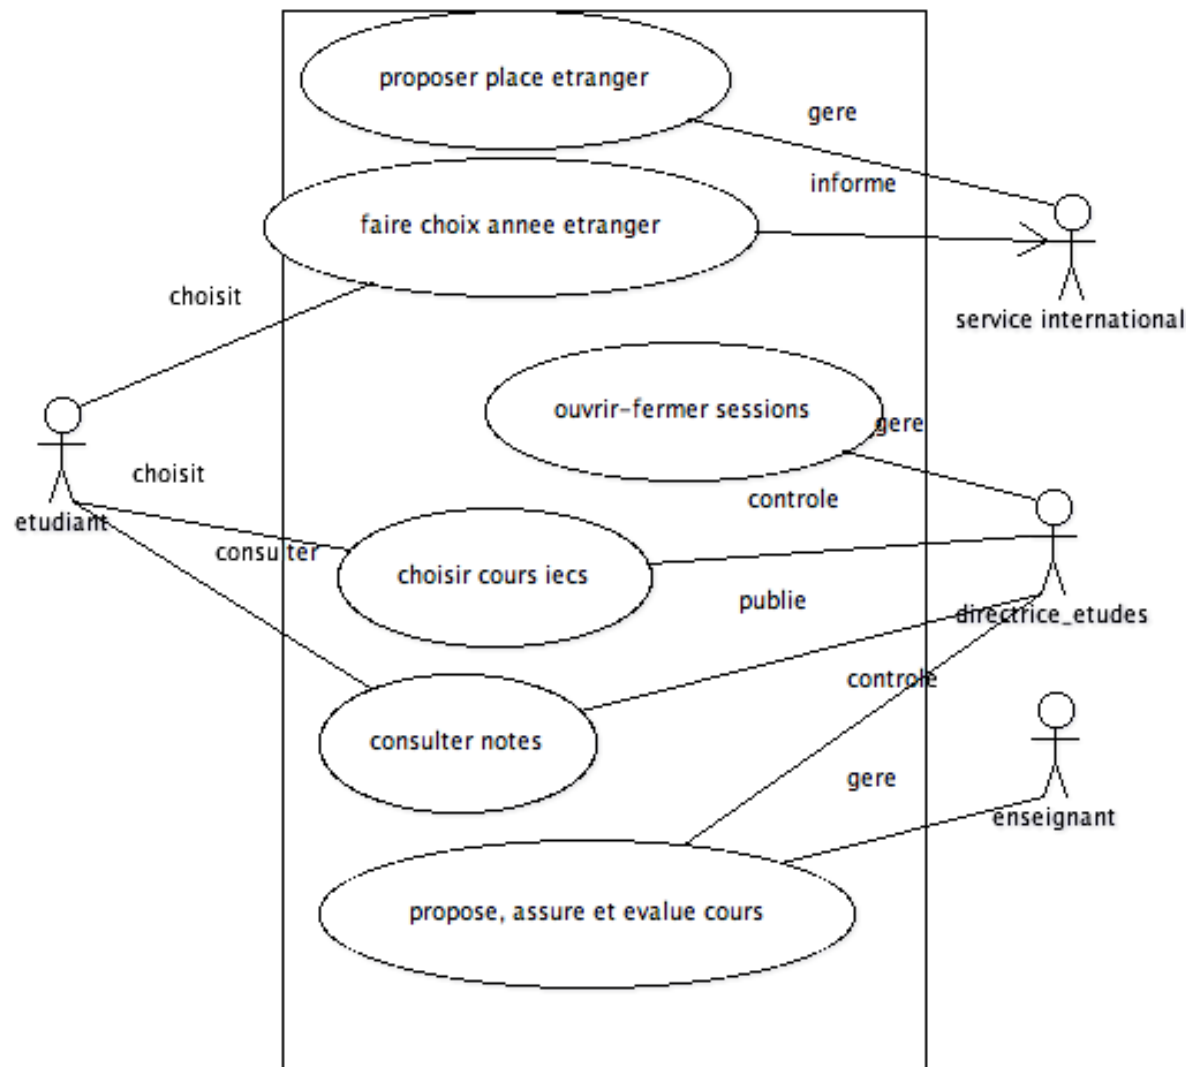 proposer place etranger
gere
informe
faire choix annee etranger
choisit
service international
ouvrir-fermer sessions
gere
choisit
controle
etudiant
consulter
choisir cours iecs
publie
directrice_etudes
controle
consulter notes
gere
enseignant
propose, assure et evalue cours